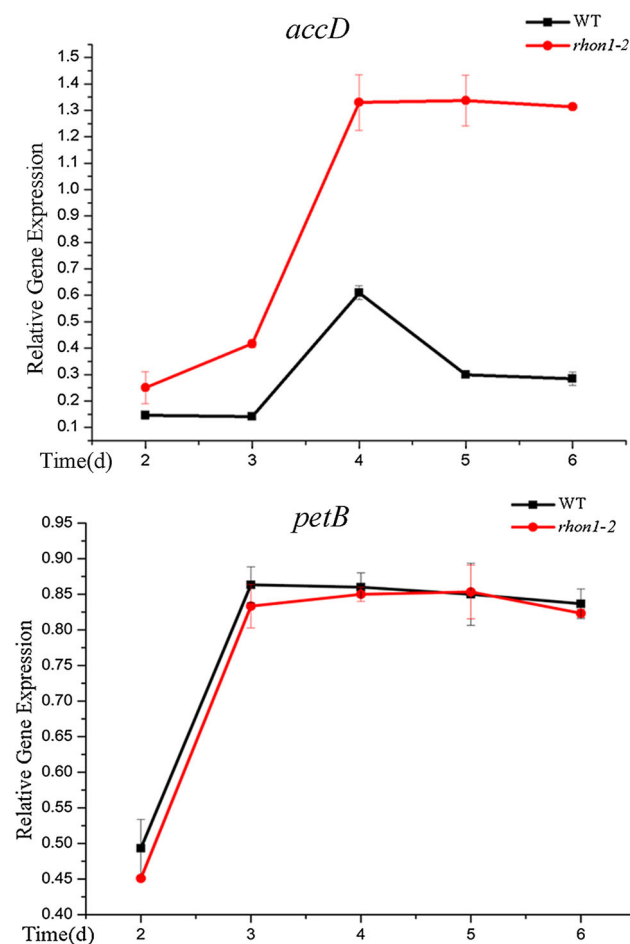 accD
WT
rhon1-2
Relative Gene Expression
1.5
1.4
1.3
1.2
1.1
1.0
0.9
0.8
0.7
0.6
0.5
0.4
0.3
0.2
0.1
Time(d) 2 3 4 5 6
petB
WT
rhon1-2
Relative Gene Expression
0.95
0.90
0.85
0.80
0.75
0.70
0.65
0.60
0.55
0.50
0.45
0.40
Time(d) 2 3 4 5 6